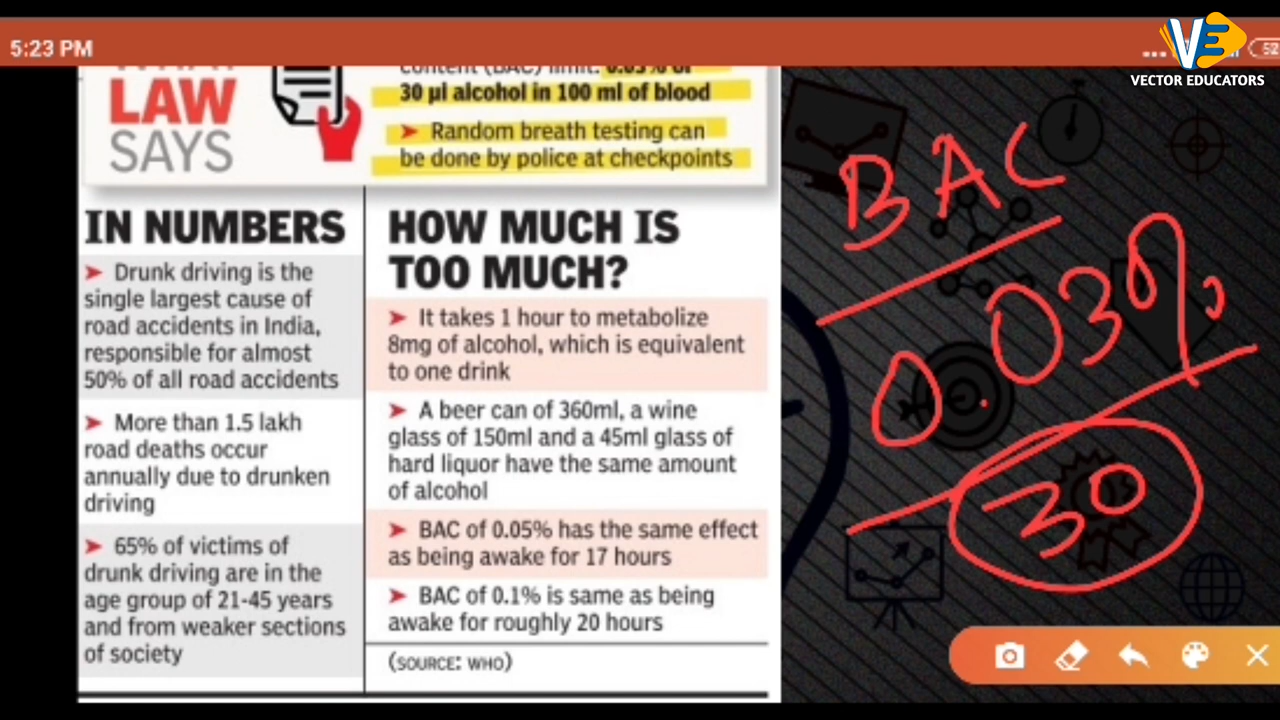 5:23 PM
52
VECTOR EDUCATORS
WHAT
LAW
SAYS
content (BAC) limit: 0.03% or
30 µl alcohol in 100 ml of blood
➤ Random breath testing can
be done by police at checkpoints
IN NUMBERS
➤ Drunk driving is the
single largest cause of
road accidents in India,
responsible for almost
50% of all road accidents
➤ More than 1.5 lakh
road deaths occur
annually due to drunken
driving
➤ 65% of victims of
drunk driving are in the
age group of 21-45 years
and from weaker sections
of society
HOW MUCH IS
TOO MUCH?
➤ It takes 1 hour to metabolize
8mg of alcohol, which is equivalent
to one drink
➤ A beer can of 360ml, a wine
glass of 150ml and a 45ml glass of
hard liquor have the same amount
of alcohol
➤ BAC of 0.05% has the same effect
as being awake for 17 hours
➤ BAC of 0.1% is same as being
awake for roughly 20 hours
(SOURCE: WHO)
BAC
0.03%
30